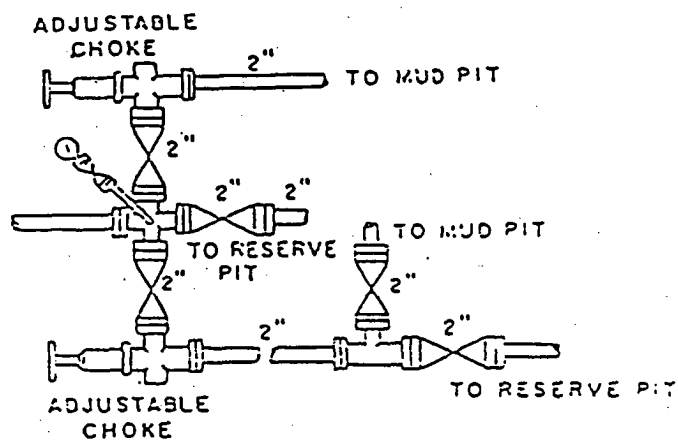 ADJUSTABLE
CHOKE
2"
TO MUD PIT
2"
2"
2"
TO RESERVE
PIT
TO MUD PIT
2"
2"
2"
2"
TO RESERVE PIT
ADJUSTABLE
CHOKE